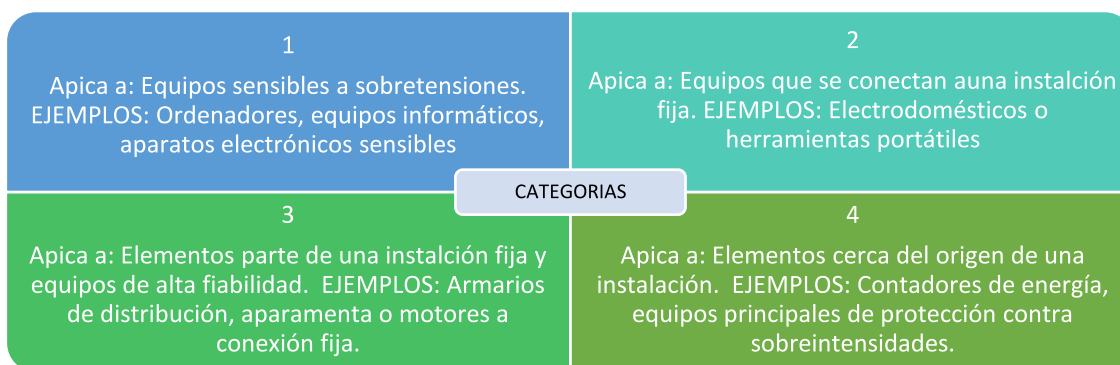 1
Apica a: Equipos sensibles a sobretensiones.
EJEMPLOS: Ordenadores, equipos informáticos,
aparatos electrónicos sensibles
2
Apica a: Equipos que se conectan auna instalción
fija. EJEMPLOS: Electrodomésticos o
herramientas portátiles
CATEGORIAS
3
Apica a: Elementos parte de una instalción fija y
equipos de alta fiabilidad. EJEMPLOS: Armarios
de distribución, aparamenta o motores a
conexión fija.
4
Apica a: Elementos cerca del origen de una
instalación. EJEMPLOS: Contadores de energía,
equipos principales de protección contra
sobreintensidades.